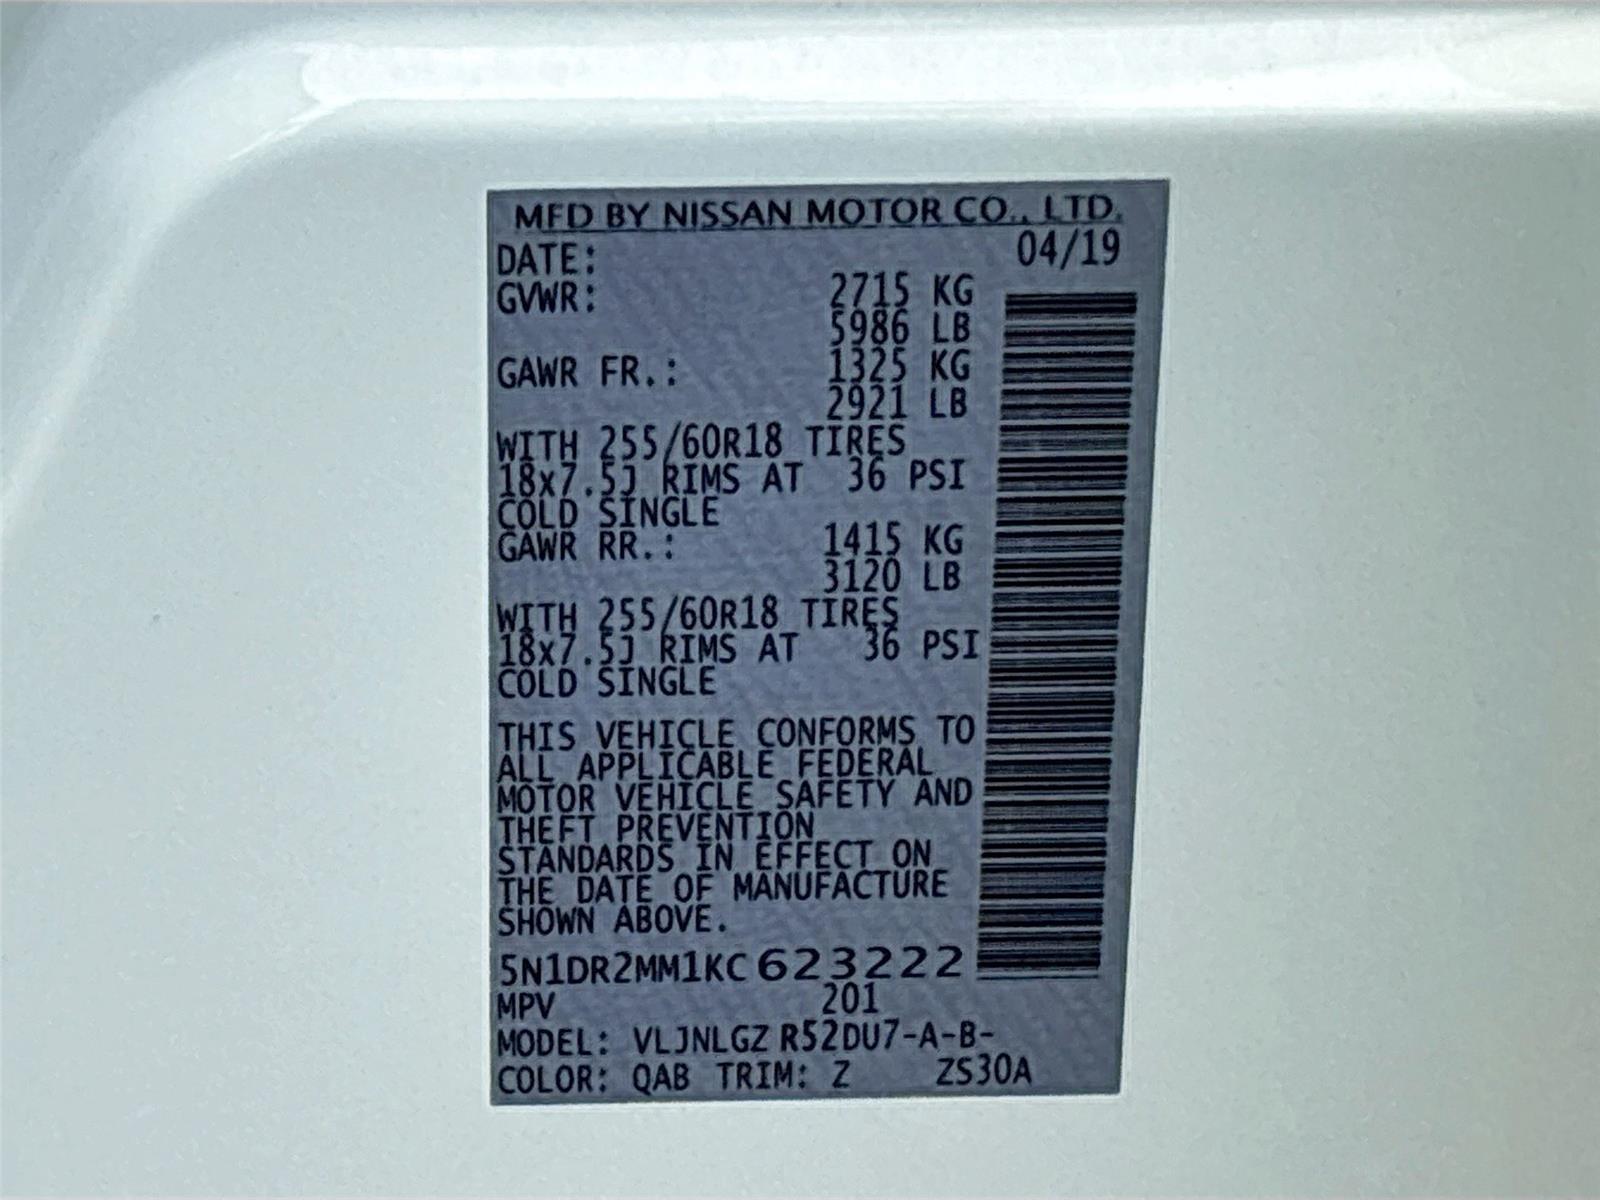 MFD BY NISSAN MOTOR CO., LTD.
DATE: 04/19
GVWR: 2715 KG
5986 LB
GAWR FR.: 1325 KG
2921 LB
WITH 255/60R18 TIRES
18x7.5J RIMS AT 36 PSI
COLD SINGLE
GAWR RR.: 1415 KG
3120 LB
WITH 255/60R18 TIRES
18x7.5J RIMS AT 36 PSI
COLD SINGLE
THIS VEHICLE CONFORMS TO
ALL APPLICABLE FEDERAL
MOTOR VEHICLE SAFETY AND
THEFT PREVENTION
STANDARDS IN EFFECT ON
THE DATE OF MANUFACTURE
SHOWN ABOVE.
5N1DR2MM1KC623222
MPV 201
MODEL: VLJNLGZ R52DU7-A-B-
COLOR: QAB TRIM: Z ZS30A